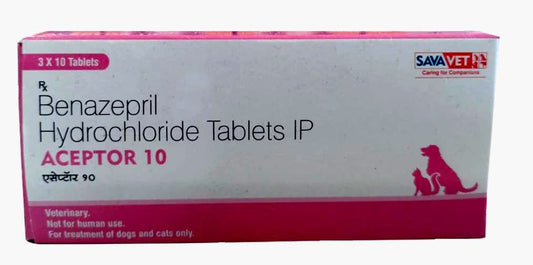 3 X 10 Tablets
SAVAVET
Caring for Companions
Rx
Benazepril
Hydrochloride Tablets IP
ACEPTOR 10
एसेप्टॉर १०
Veterinary.
Not for human use.
For treatment of dogs and cats only.